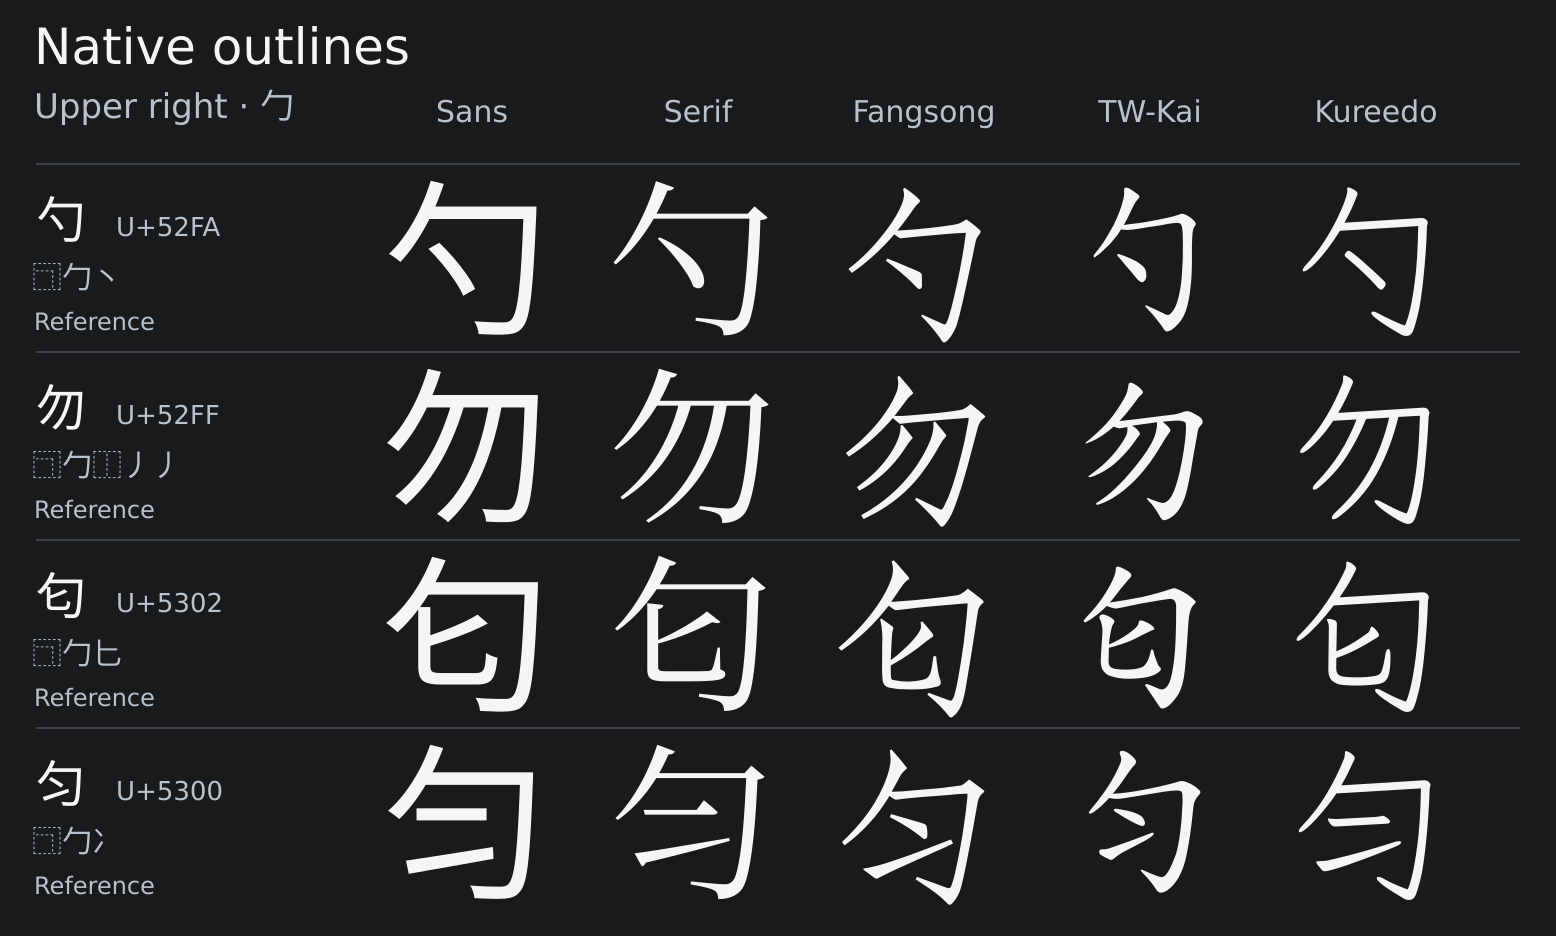 Native outlines
Upper right · 勹 Sans Serif Fangsong TW-Kai Kureedo
勺 U+52FA 勺 勺 勺 勺 勺
⿹勹丶
Reference
勿 U+52FF 勿 勿 勿 勿 勿
⿹勹⿰丿丿
Reference
匂 U+5302 匂 匂 匂 匂 匂
⿹勹匕
Reference
匀 U+5300 匀 匀 匀 匀 匀
⿹勹冫
Reference